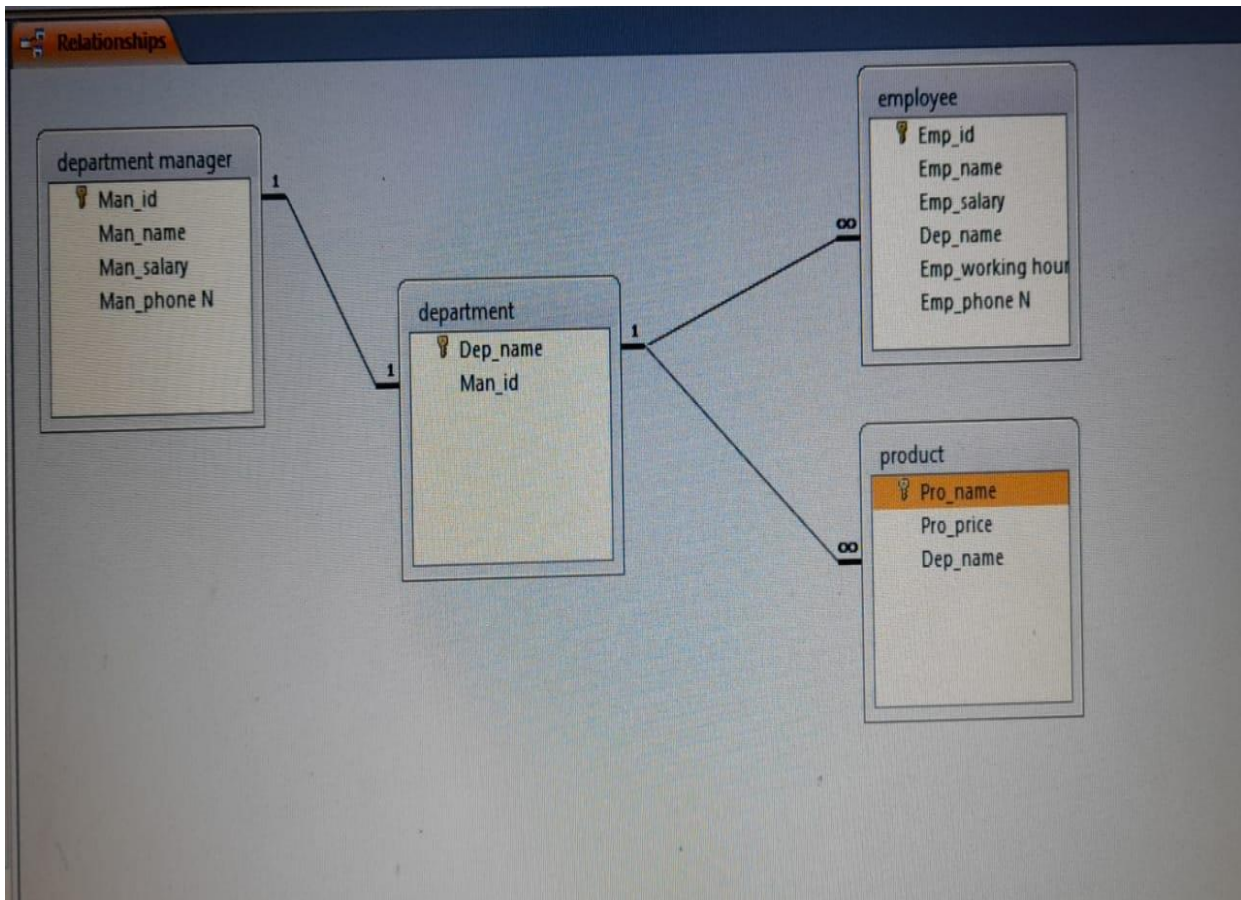 Relationships
department manager
Man_id
Man_name
Man_salary
Man_phone N
1
1
department
Dep_name
Man_id
1
∞
∞
employee
Emp_id
Emp_name
Emp_salary
Dep_name
Emp_working hour
Emp_phone N
product
Pro_name
Pro_price
Dep_name